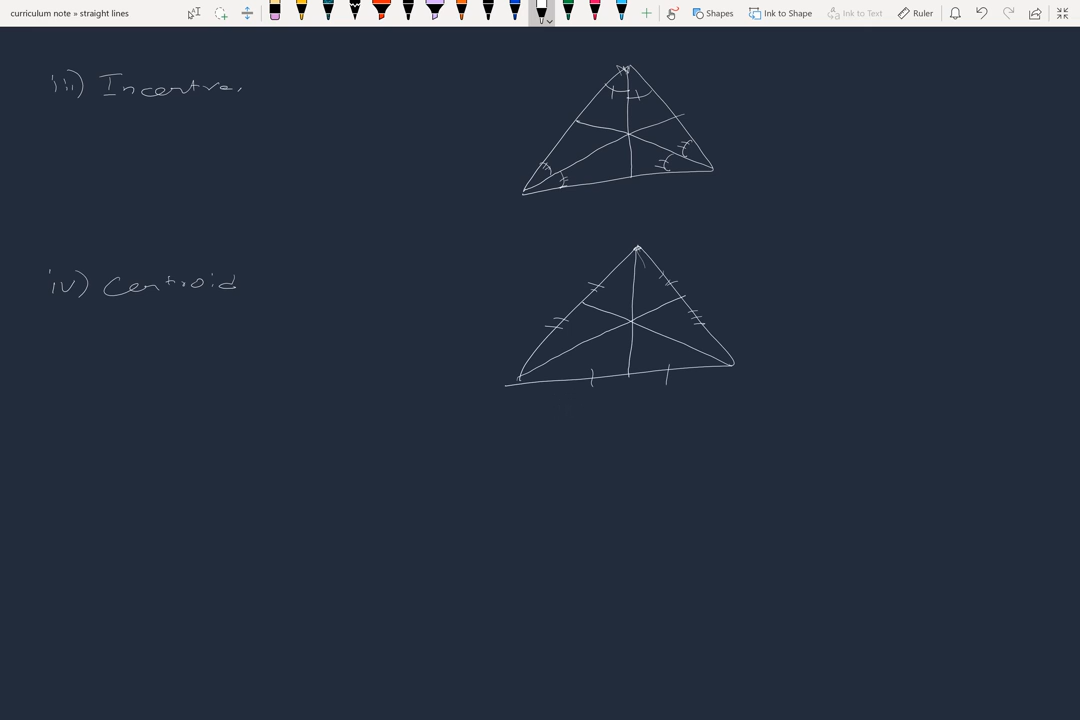 curriculum note » straight lines
Shapes
Ink to Shape
Ink to Text
Ruler
iii) Incentre.
iv) Centroid